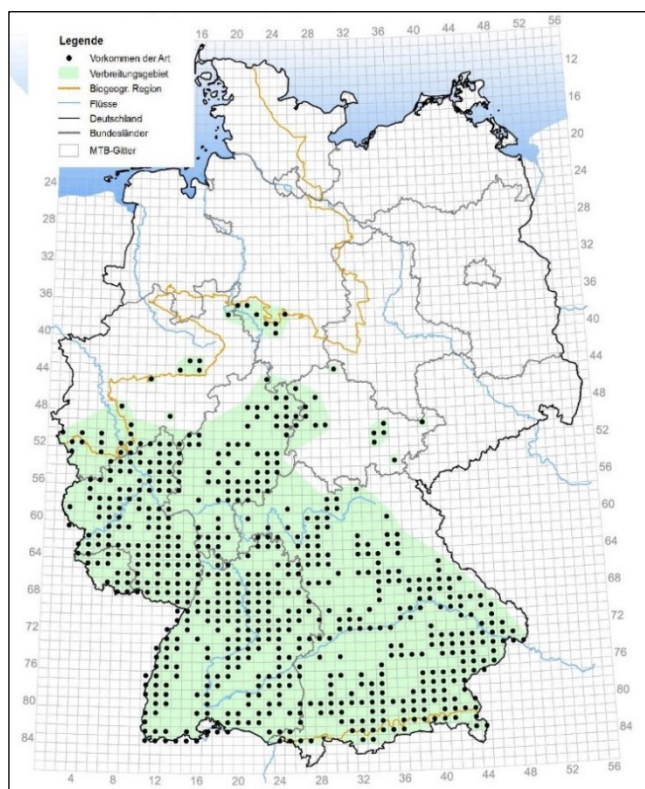 16 20 24 28 32 36 40 44 48 52 56
Legende
Vorkommen der Art
Verbreitungsgebiet
Biogeogr. Region
Flüsse
Deutschland
Bundesländer
MTB-Gitter
12
16
20
24 24
28 28
32 32
36 36
40 40
44 44
48 48
52 52
56 56
60 60
64 64
68 68
72 72
76 76
80 80
84 84
4 8 12 16 20 24 28 32 36 40 44 48 52 56